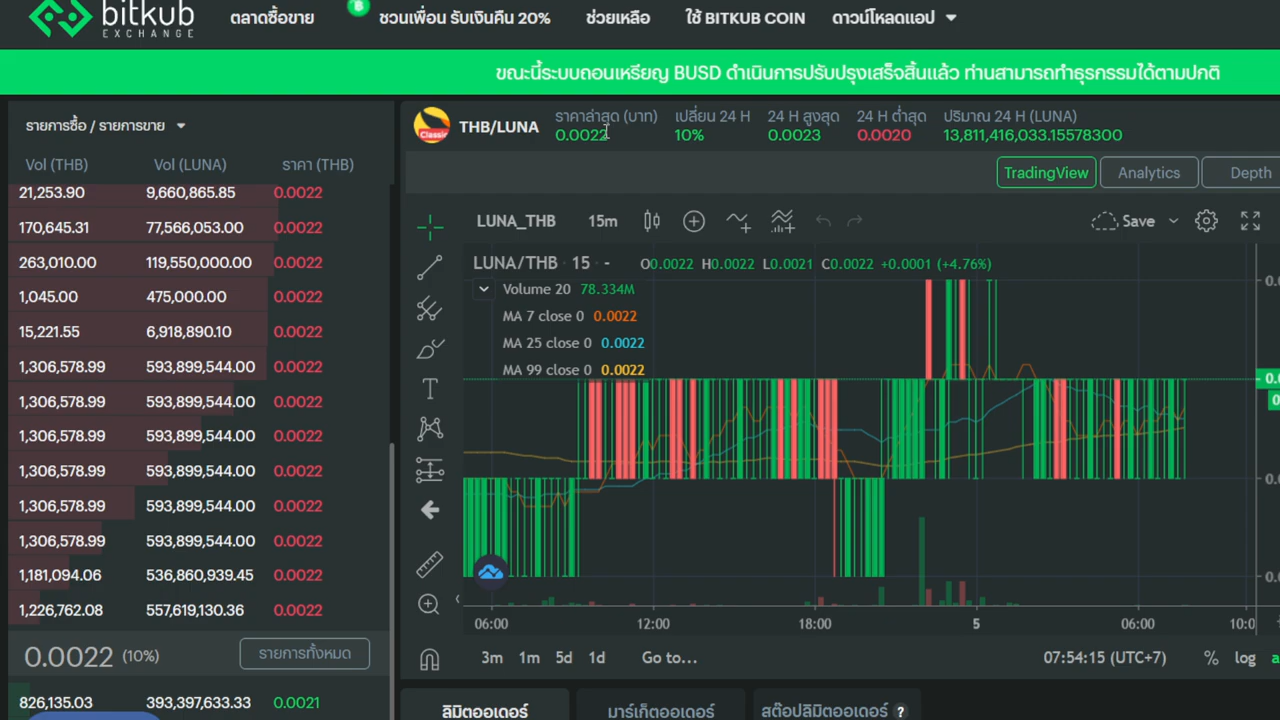 bitkub
EXCHANGE
ตลาดซื้อขาย
ชวนเพื่อน รับเงินคืน 20%
ช่วยเหลือ
ใช้ BITKUB COIN
ดาวน์โหลดแอป
ขณะนี้ระบบถอนเหรียญ BUSD ดำเนินการปรับปรุงเสร็จสิ้นแล้ว ท่านสามารถทำธุรกรรมได้ตามปกติ
รายการซื้อ / รายการขาย
Vol (THB) Vol (LUNA) ราคา (THB)
21,253.90 9,660,865.85 0.0022
170,645.31 77,566,053.00 0.0022
263,010.00 119,550,000.00 0.0022
1,045.00 475,000.00 0.0022
15,221.55 6,918,890.10 0.0022
1,306,578.99 593,899,544.00 0.0022
1,306,578.99 593,899,544.00 0.0022
1,306,578.99 593,899,544.00 0.0022
1,306,578.99 593,899,544.00 0.0022
1,306,578.99 593,899,544.00 0.0022
1,306,578.99 593,899,544.00 0.0022
1,181,094.06 536,860,939.45 0.0022
1,226,762.08 557,619,130.36 0.0022
0.0022 (10%) รายการทั้งหมด
826,135.03 393,397,633.33 0.0021
Classic
THB/LUNA
ราคาล่าสุด (บาท) เปลี่ยน 24 H 24 H สูงสุด 24 H ต่ำสุด ปริมาณ 24 H (LUNA)
0.0022 10% 0.0023 0.0020 13,811,416,033.15578300
TradingView Analytics Depth
LUNA_THB 15m Save
LUNA/THB · 15 · - O0.0022 H0.0022 L0.0021 C0.0022 +0.0001 (+4.76%)
Volume 20 78.334M
MA 7 close 0 0.0022
MA 25 close 0 0.0022
MA 99 close 0 0.0022
06:00 12:00 18:00 5 06:00 10:0
3m 1m 5d 1d Go to... 07:54:15 (UTC+7) % log
ลิมิตออเดอร์ มาร์เก็ตออเดอร์ สต๊อปลิมิตออเดอร์ ?